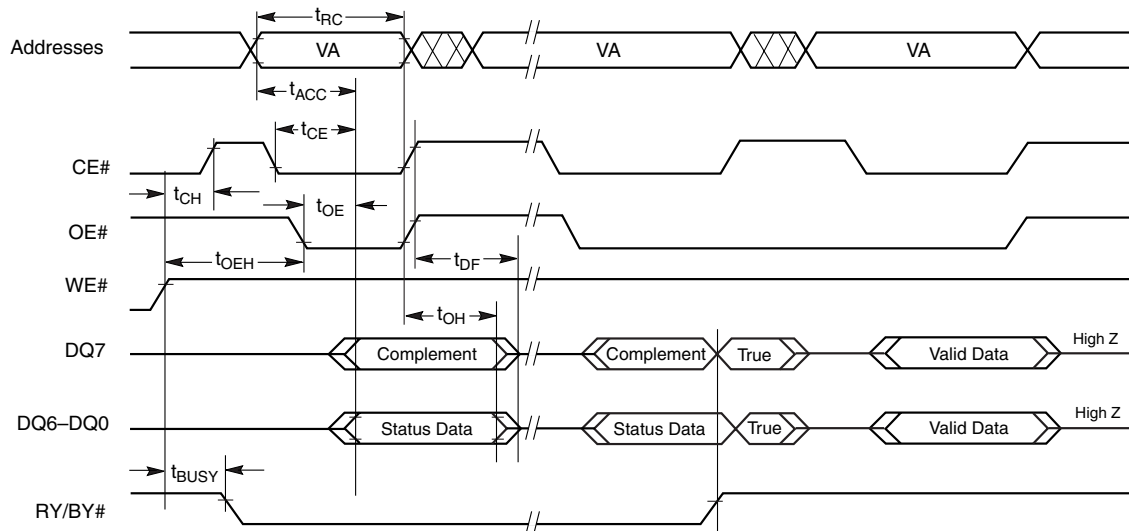 tRC
Addresses VA VA VA
tACC
tCE
CE#
tCH
tOE
OE#
tOEH tDF
WE#
tOH
DQ7 Complement Complement True Valid Data High Z
DQ6–DQ0 Status Data Status Data True Valid Data High Z
tBUSY
RY/BY#